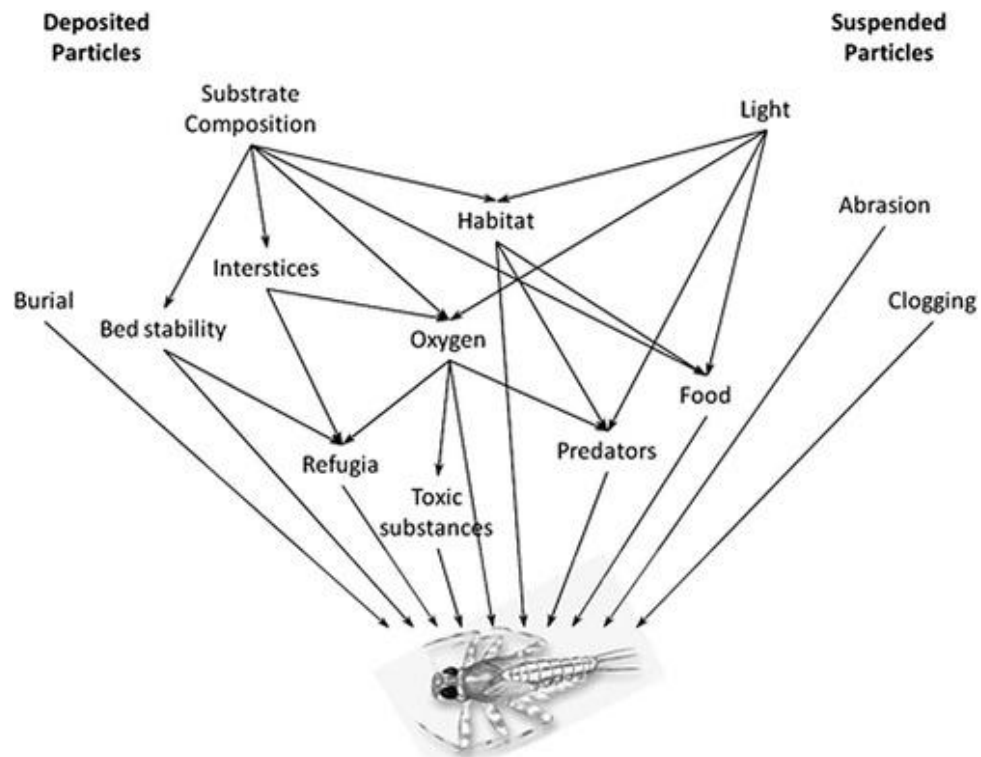 Deposited
Particles
Suspended
Particles
Substrate
Composition
Light
Habitat
Abrasion
Interstices
Burial
Bed stability
Clogging
Oxygen
Food
Refugia
Predators
Toxic
substances